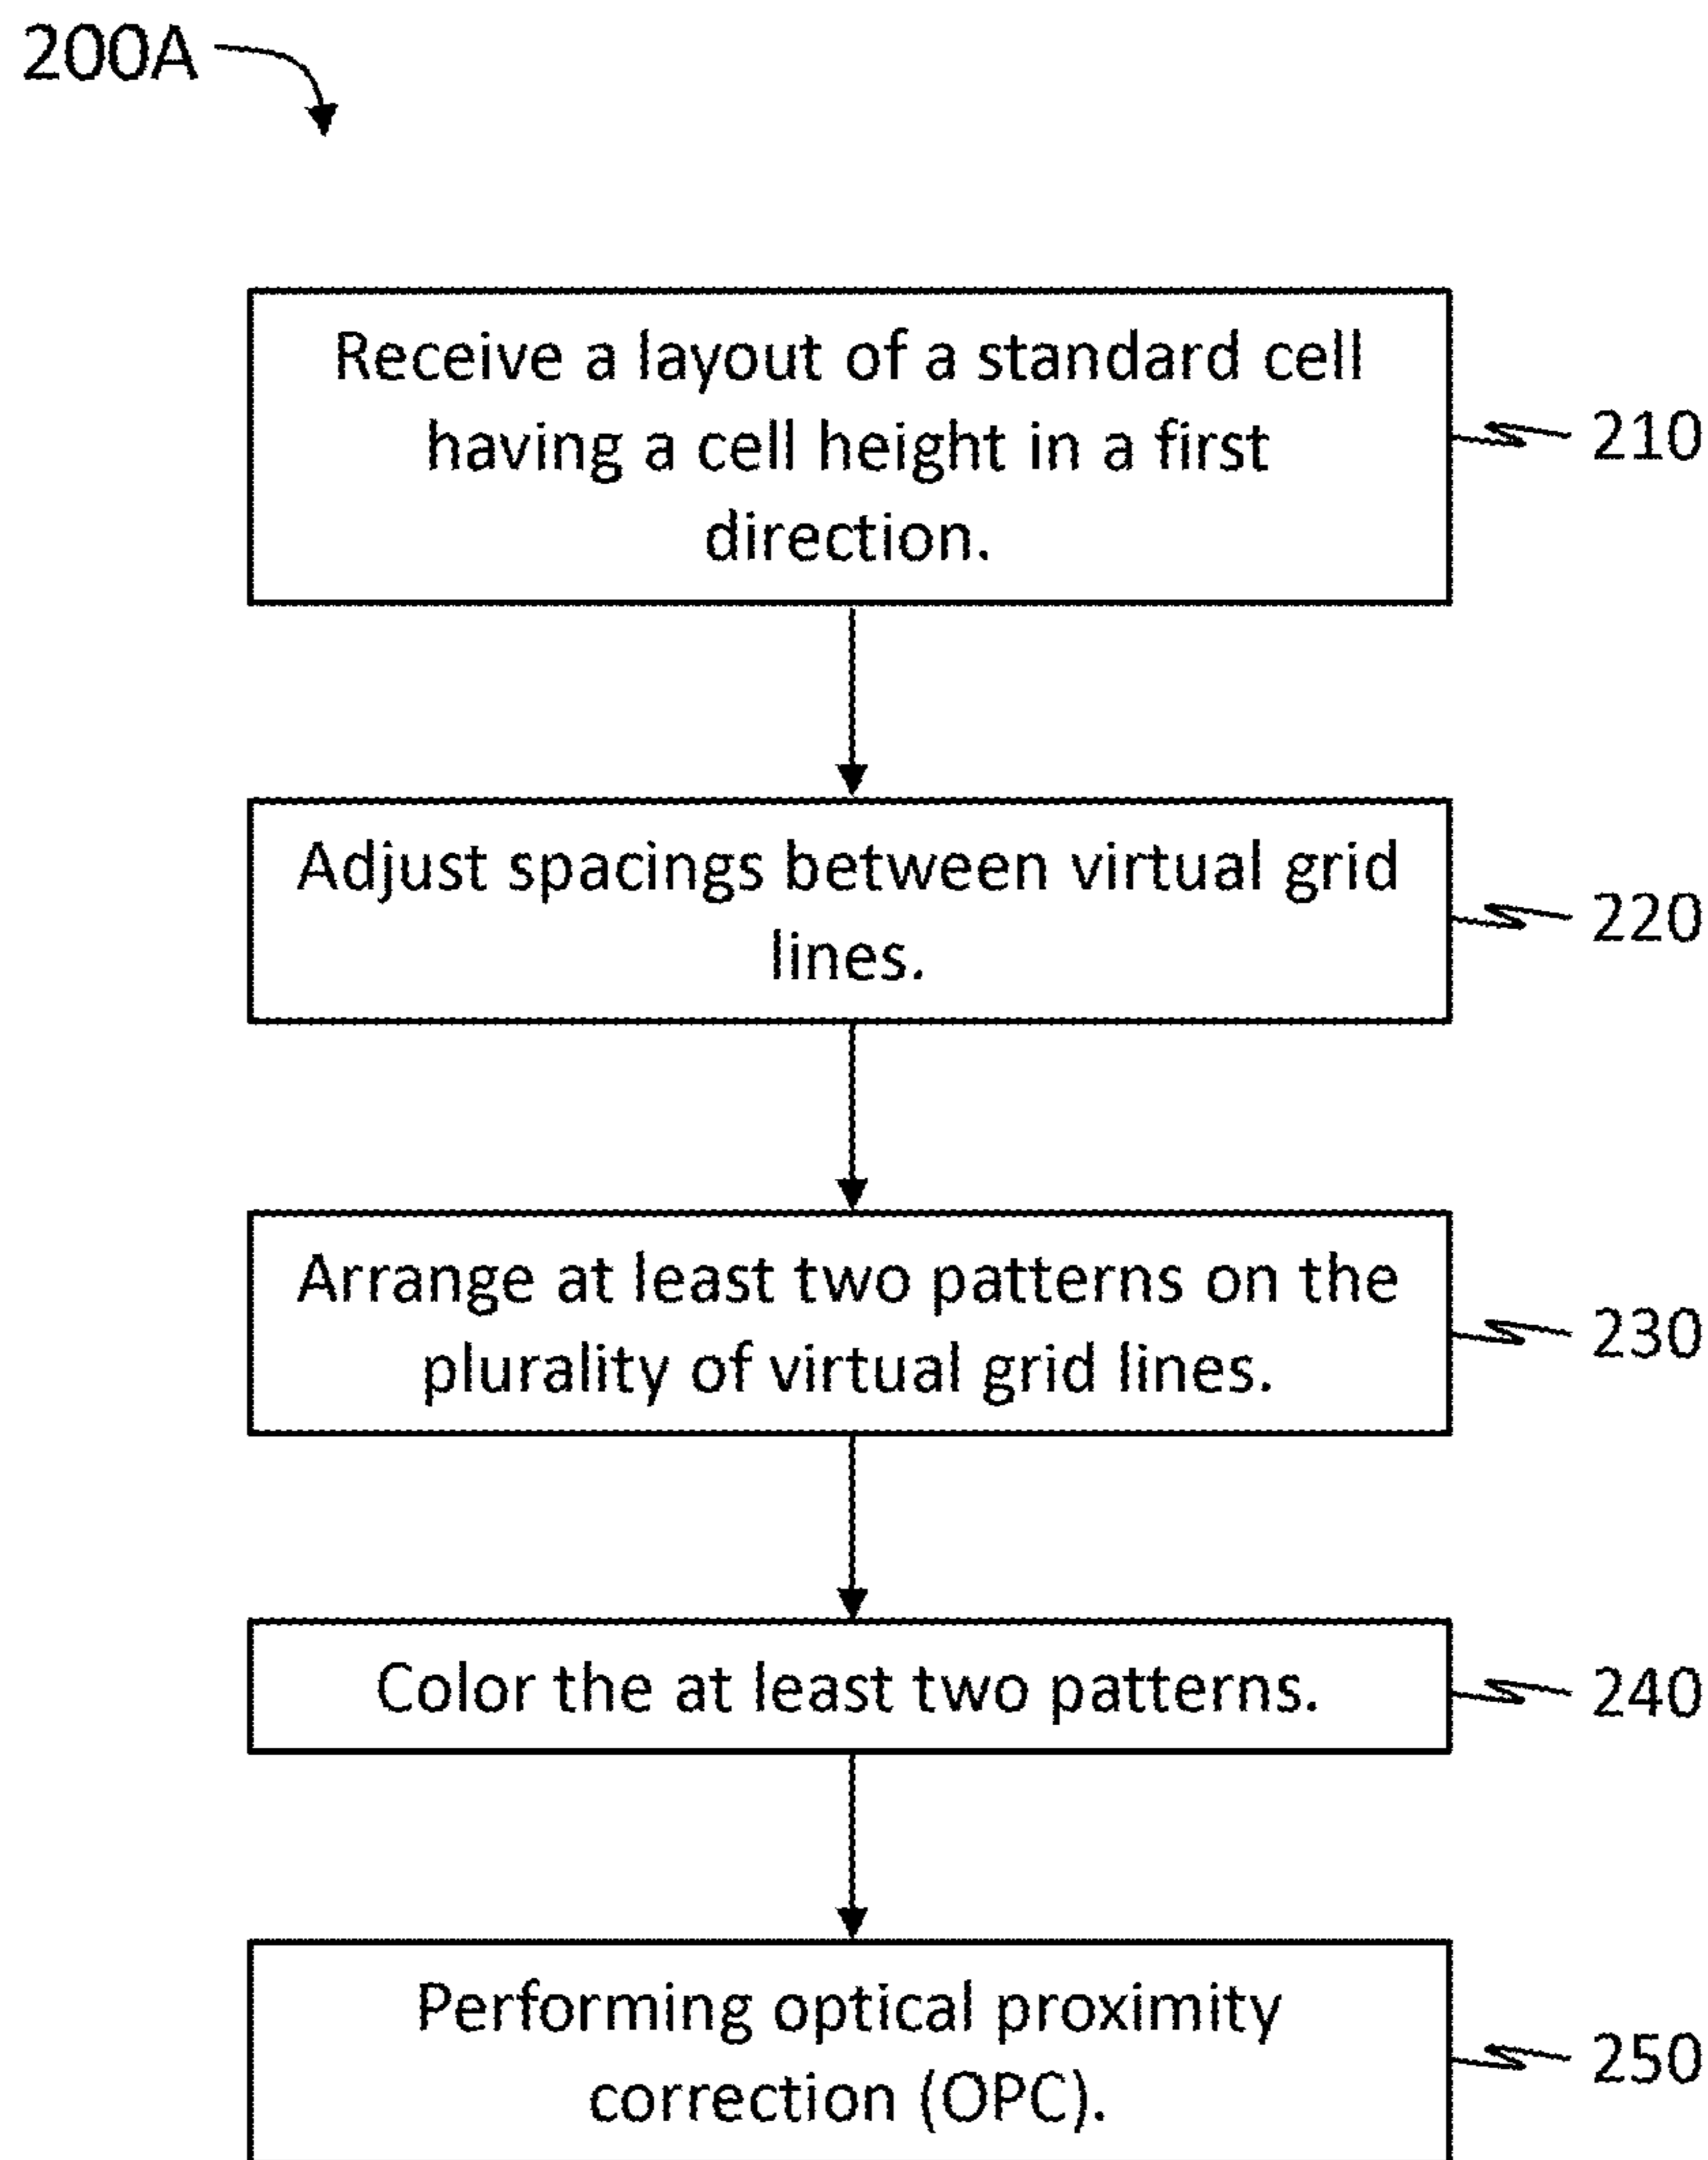 200A
Receive a layout of a standard cell
having a cell height in a first
direction.
210
Adjust spacings between virtual grid
lines.
220
Arrange at least two patterns on the
plurality of virtual grid lines.
230
Color the at least two patterns.
240
Performing optical proximity
correction (OPC).
250